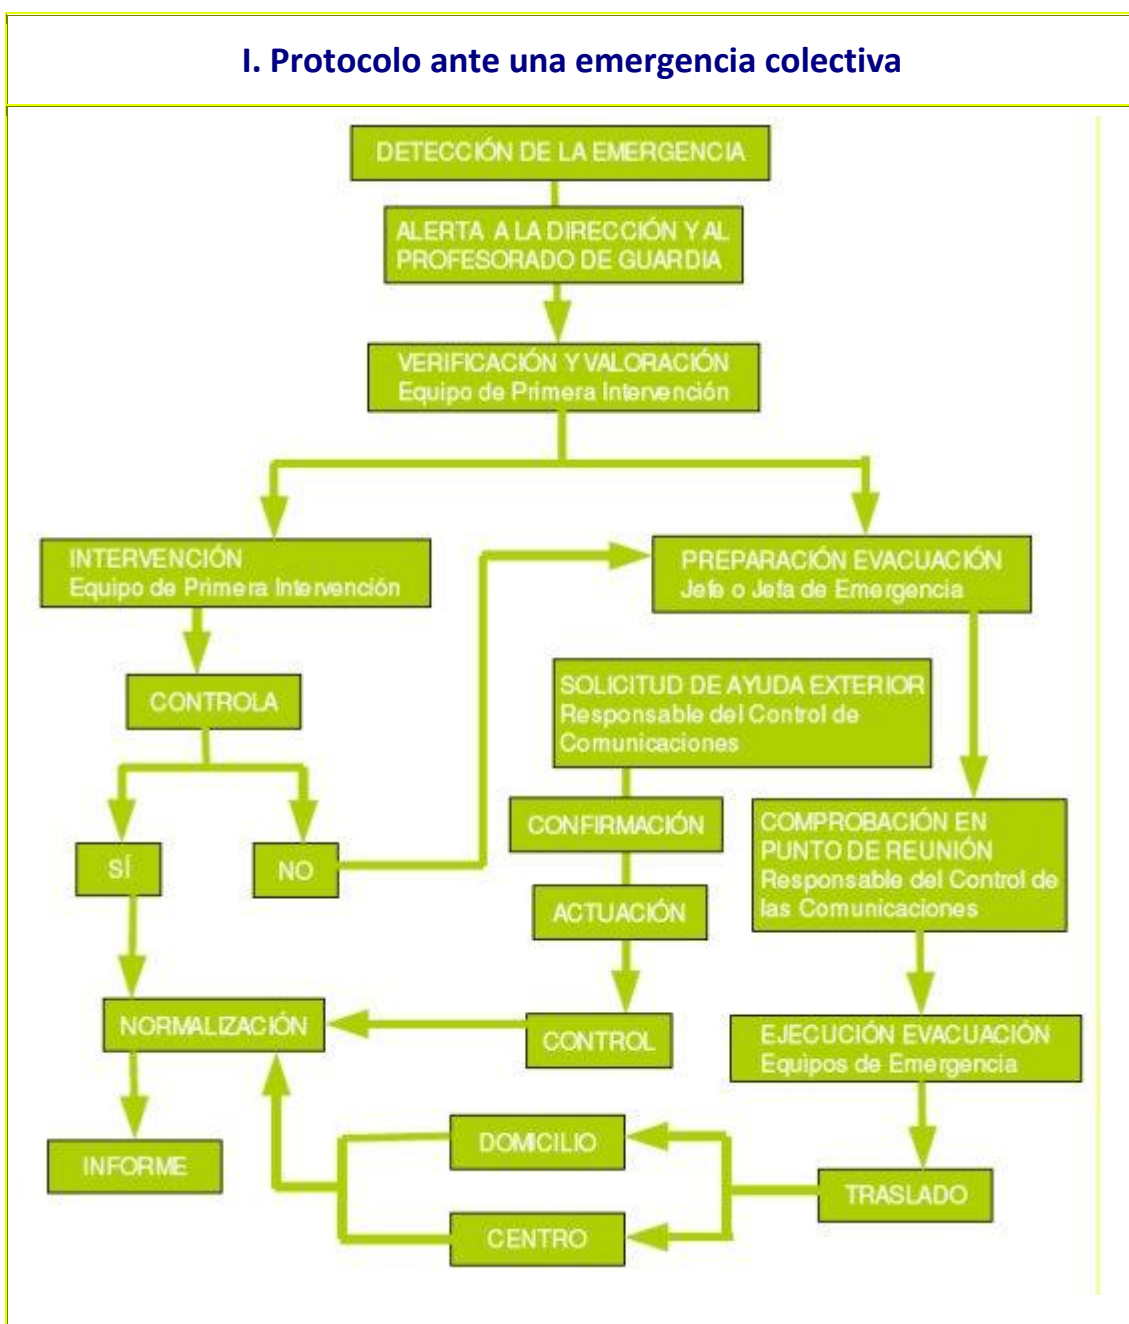 I. Protocolo ante una emergencia colectiva
DETECCIÓN DE LA EMERGENCIA
ALERTA A LA DIRECCIÓN Y AL
PROFESORADO DE GUARDIA
VERIFICACIÓN Y VALORACIÓN
Equipo de Primera Intervención
INTERVENCIÓN
Equipo de Primera Intervención
PREPARACIÓN EVACUACIÓN
Jefe o Jefa de Emergencia
CONTROLA
SOLICITUD DE AYUDA EXTERIOR
Responsable del Control de
Comunicaciones
SÍ
NO
CONFIRMACIÓN
COMPROBACIÓN EN
PUNTO DE REUNIÓN
Responsable del Control de
las Comunicaciones
ACTUACIÓN
NORMALIZACIÓN
CONTROL
EJECUCIÓN EVACUACIÓN
Equipos de Emergencia
INFORME
DOMICILIO
TRASLADO
CENTRO